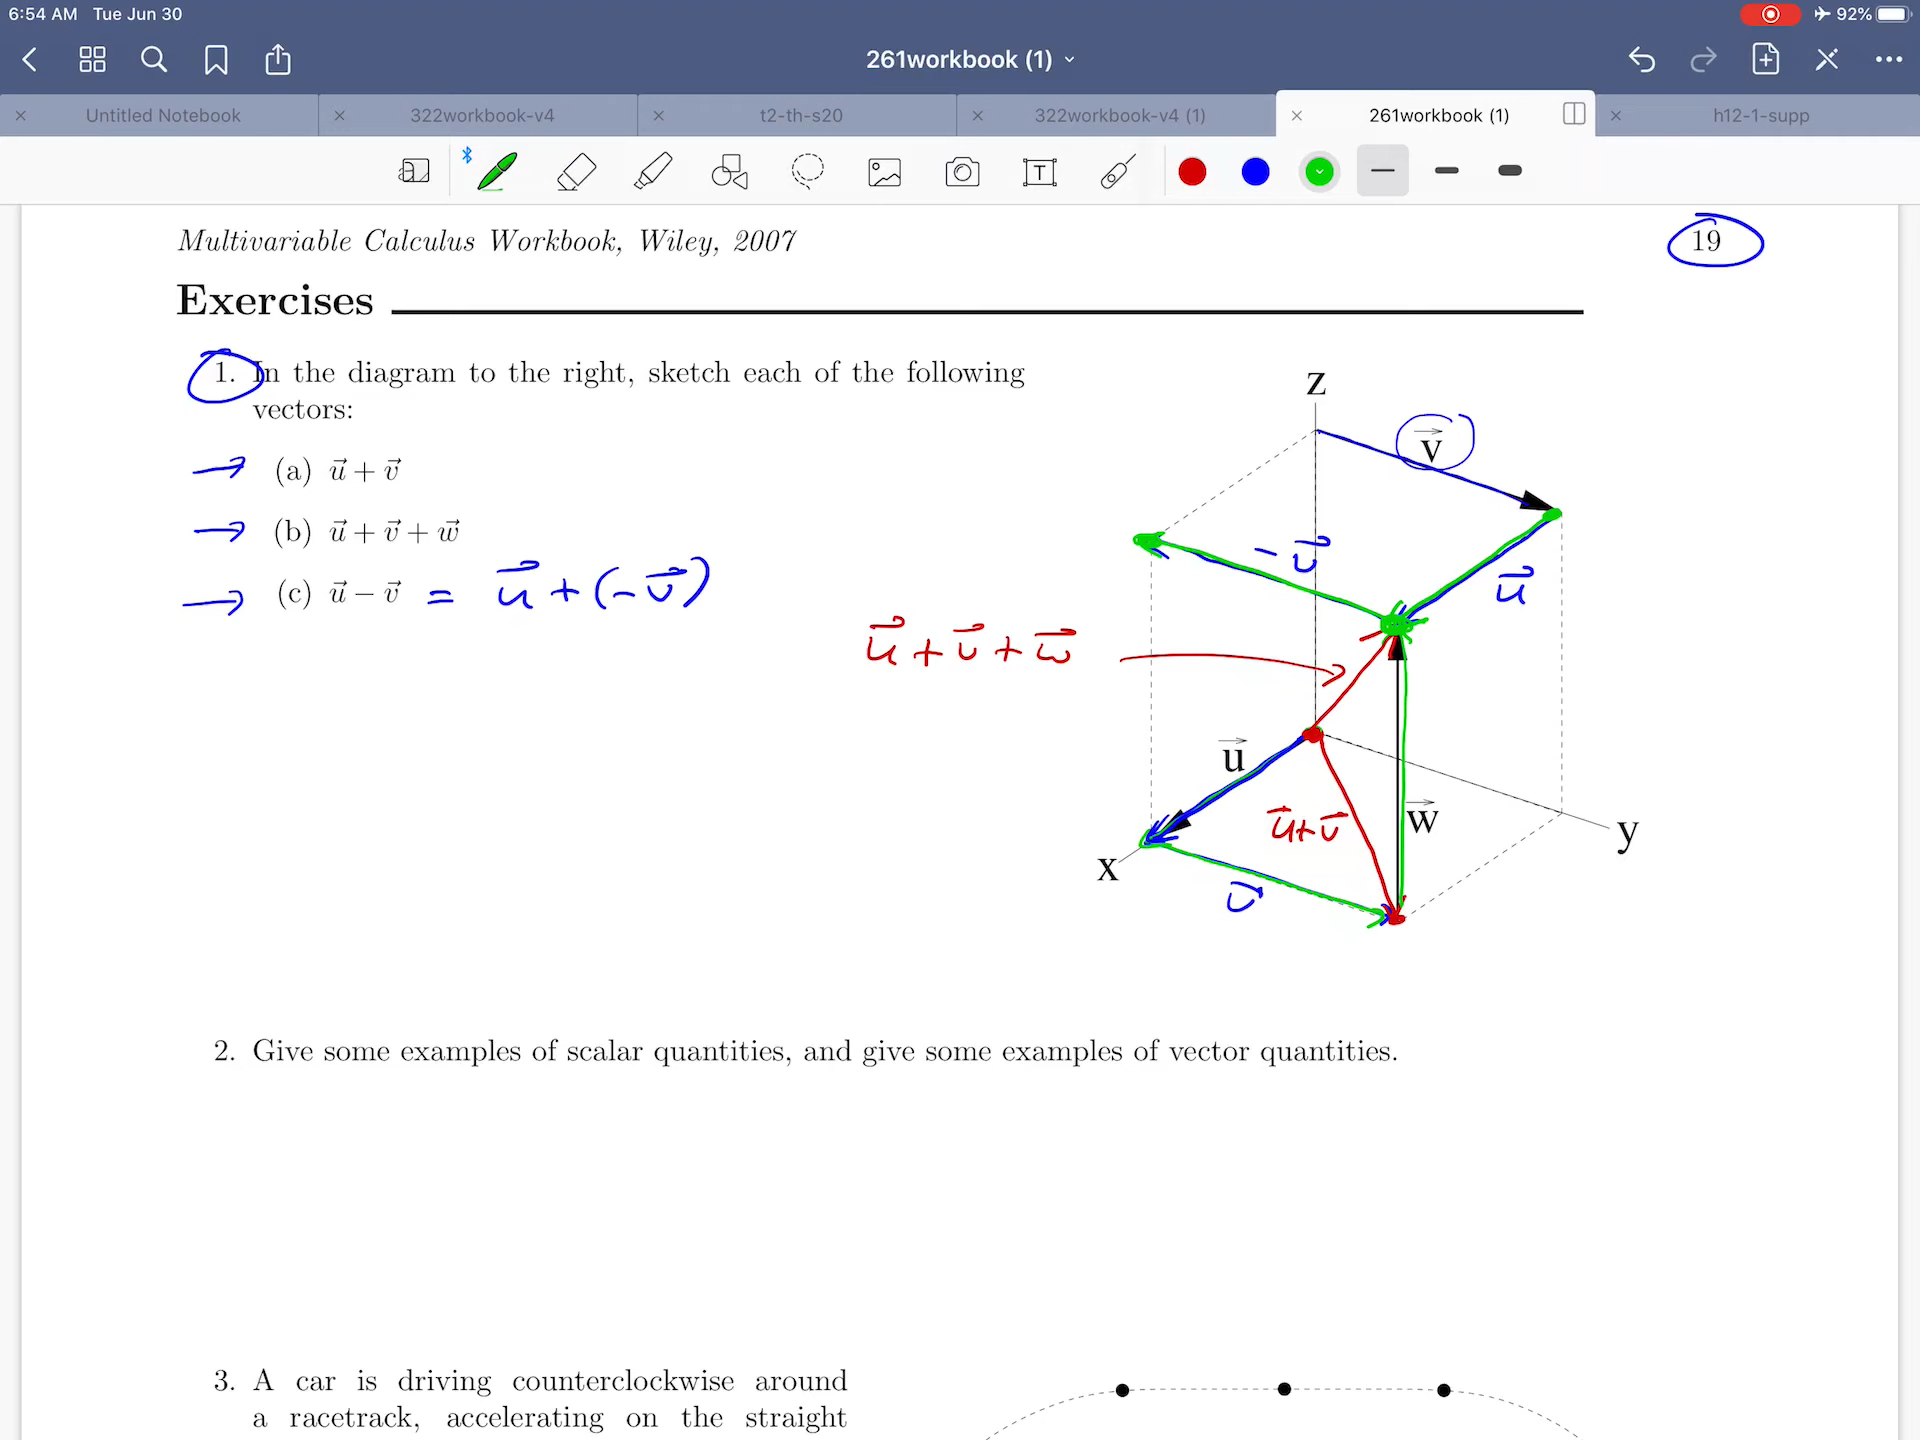 6:54 AM Tue Jun 30
92%
261workbook (1)
Untitled Notebook
322workbook-v4
t2-th-s20
322workbook-v4 (1)
261workbook (1)
h12-1-supp
Multivariable Calculus Workbook, Wiley, 2007
19
Exercises
1. In the diagram to the right, sketch each of the following
vectors:
(a) u⃗ + v⃗
(b) u⃗ + v⃗ + w⃗
(c) u⃗ − v⃗ = u⃗ + (−v⃗)
z
v⃗
−v⃗
u⃗
u⃗ + v⃗ + w⃗
u⃗
u⃗+v⃗
w⃗
y
x
v⃗
2. Give some examples of scalar quantities, and give some examples of vector quantities.
3. A car is driving counterclockwise around
a racetrack, accelerating on the straight